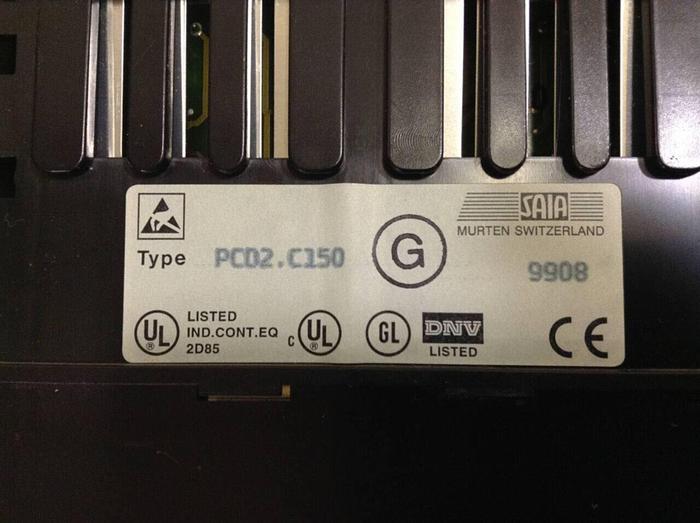 SAIA
MURTEN SWITZERLAND
Type PCD2.C150
G
9908
UL
LISTED
IND.CONT.EQ
2D85
C UL
GL
DNV
LISTED
CE